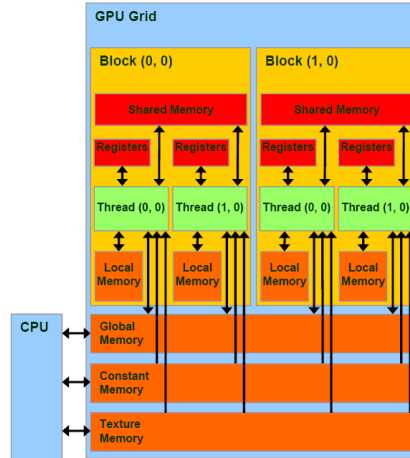 GPU Grid
Block (0, 0)
Block (1, 0)
Shared Memory
Shared Memory
Registers
Registers
Registers
Registers
Thread (0, 0)
Thread (1, 0)
Thread (0, 0)
Thread (1, 0)
Local
Memory
Local
Memory
Local
Memory
Local
Memory
CPU
Global
Memory
Constant
Memory
Texture
Memory